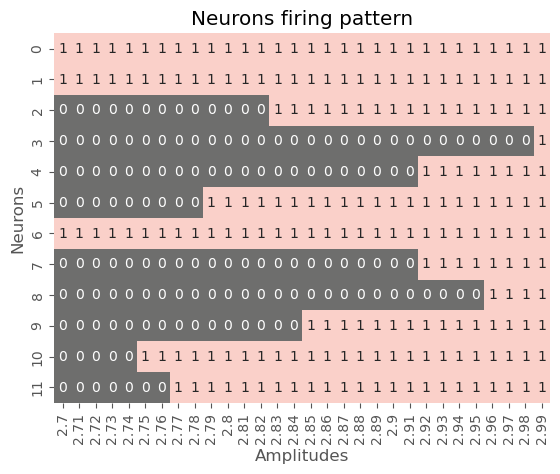 Neurons firing pattern
Neurons
0 1 1 1 1 1 1 1 1 1 1 1 1 1 1 1 1 1 1 1 1 1 1 1 1 1 1 1 1 1 1
1 1 1 1 1 1 1 1 1 1 1 1 1 1 1 1 1 1 1 1 1 1 1 1 1 1 1 1 1 1 1
2 0 0 0 0 0 0 0 0 0 0 0 0 0 1 1 1 1 1 1 1 1 1 1 1 1 1 1 1 1 1
3 0 0 0 0 0 0 0 0 0 0 0 0 0 0 0 0 0 0 0 0 0 0 0 0 0 0 0 0 0 1
4 0 0 0 0 0 0 0 0 0 0 0 0 0 0 0 0 0 0 0 0 0 0 1 1 1 1 1 1 1 1
5 0 0 0 0 0 0 0 0 0 1 1 1 1 1 1 1 1 1 1 1 1 1 1 1 1 1 1 1 1 1
6 1 1 1 1 1 1 1 1 1 1 1 1 1 1 1 1 1 1 1 1 1 1 1 1 1 1 1 1 1 1
7 0 0 0 0 0 0 0 0 0 0 0 0 0 0 0 0 0 0 0 0 0 0 1 1 1 1 1 1 1 1
8 0 0 0 0 0 0 0 0 0 0 0 0 0 0 0 0 0 0 0 0 0 0 0 0 0 0 1 1 1 1
9 0 0 0 0 0 0 0 0 0 0 0 0 0 0 0 1 1 1 1 1 1 1 1 1 1 1 1 1 1 1
10 0 0 0 0 0 1 1 1 1 1 1 1 1 1 1 1 1 1 1 1 1 1 1 1 1 1 1 1 1 1
11 0 0 0 0 0 0 0 1 1 1 1 1 1 1 1 1 1 1 1 1 1 1 1 1 1 1 1 1 1 1
2.7 2.71 2.72 2.73 2.74 2.75 2.76 2.77 2.78 2.79 2.8 2.81 2.82 2.83 2.84 2.85 2.86 2.87 2.88 2.89 2.9 2.91 2.92 2.93 2.94 2.95 2.96 2.97 2.98 2.99
Amplitudes